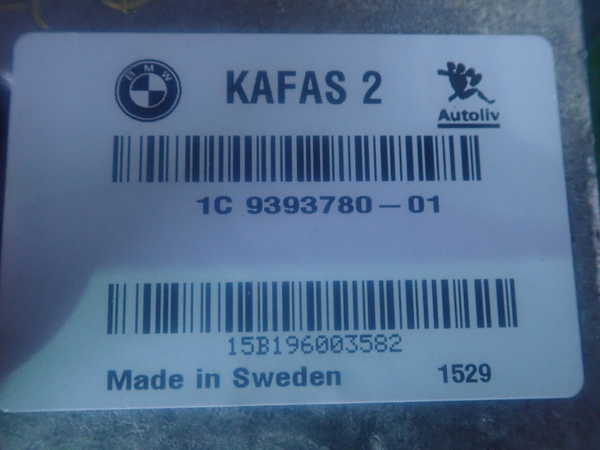 BMW KAFAS 2
Autoliv
1C 9393780-01
15B196003582
Made in Sweden 1529